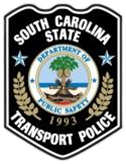 SOUTH CAROLINA
STATE
DEPARTMENT OF
PUBLIC SAFETY
1993
TRANSPORT POLICE